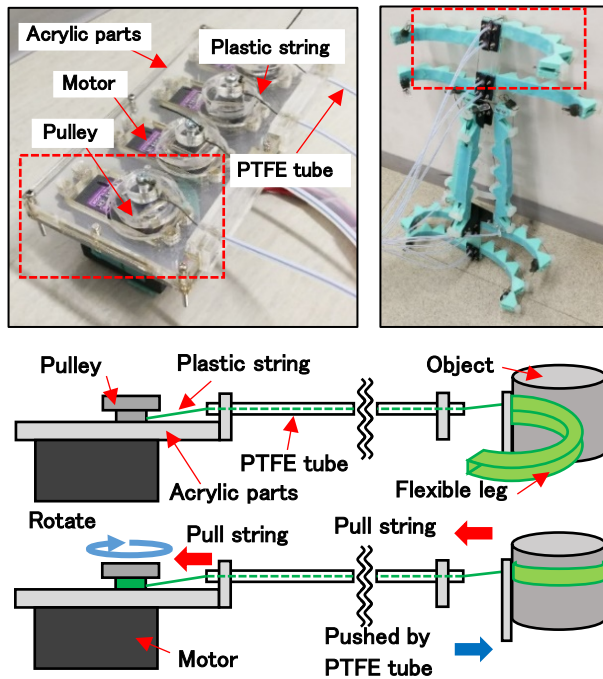 Acrylic parts
Plastic string
Motor
Pulley
PTFE tube
Pulley
Plastic string
Object
PTFE tube
Acrylic parts
Flexible leg
Rotate
Pull string
Pull string
Motor
Pushed by
PTFE tube